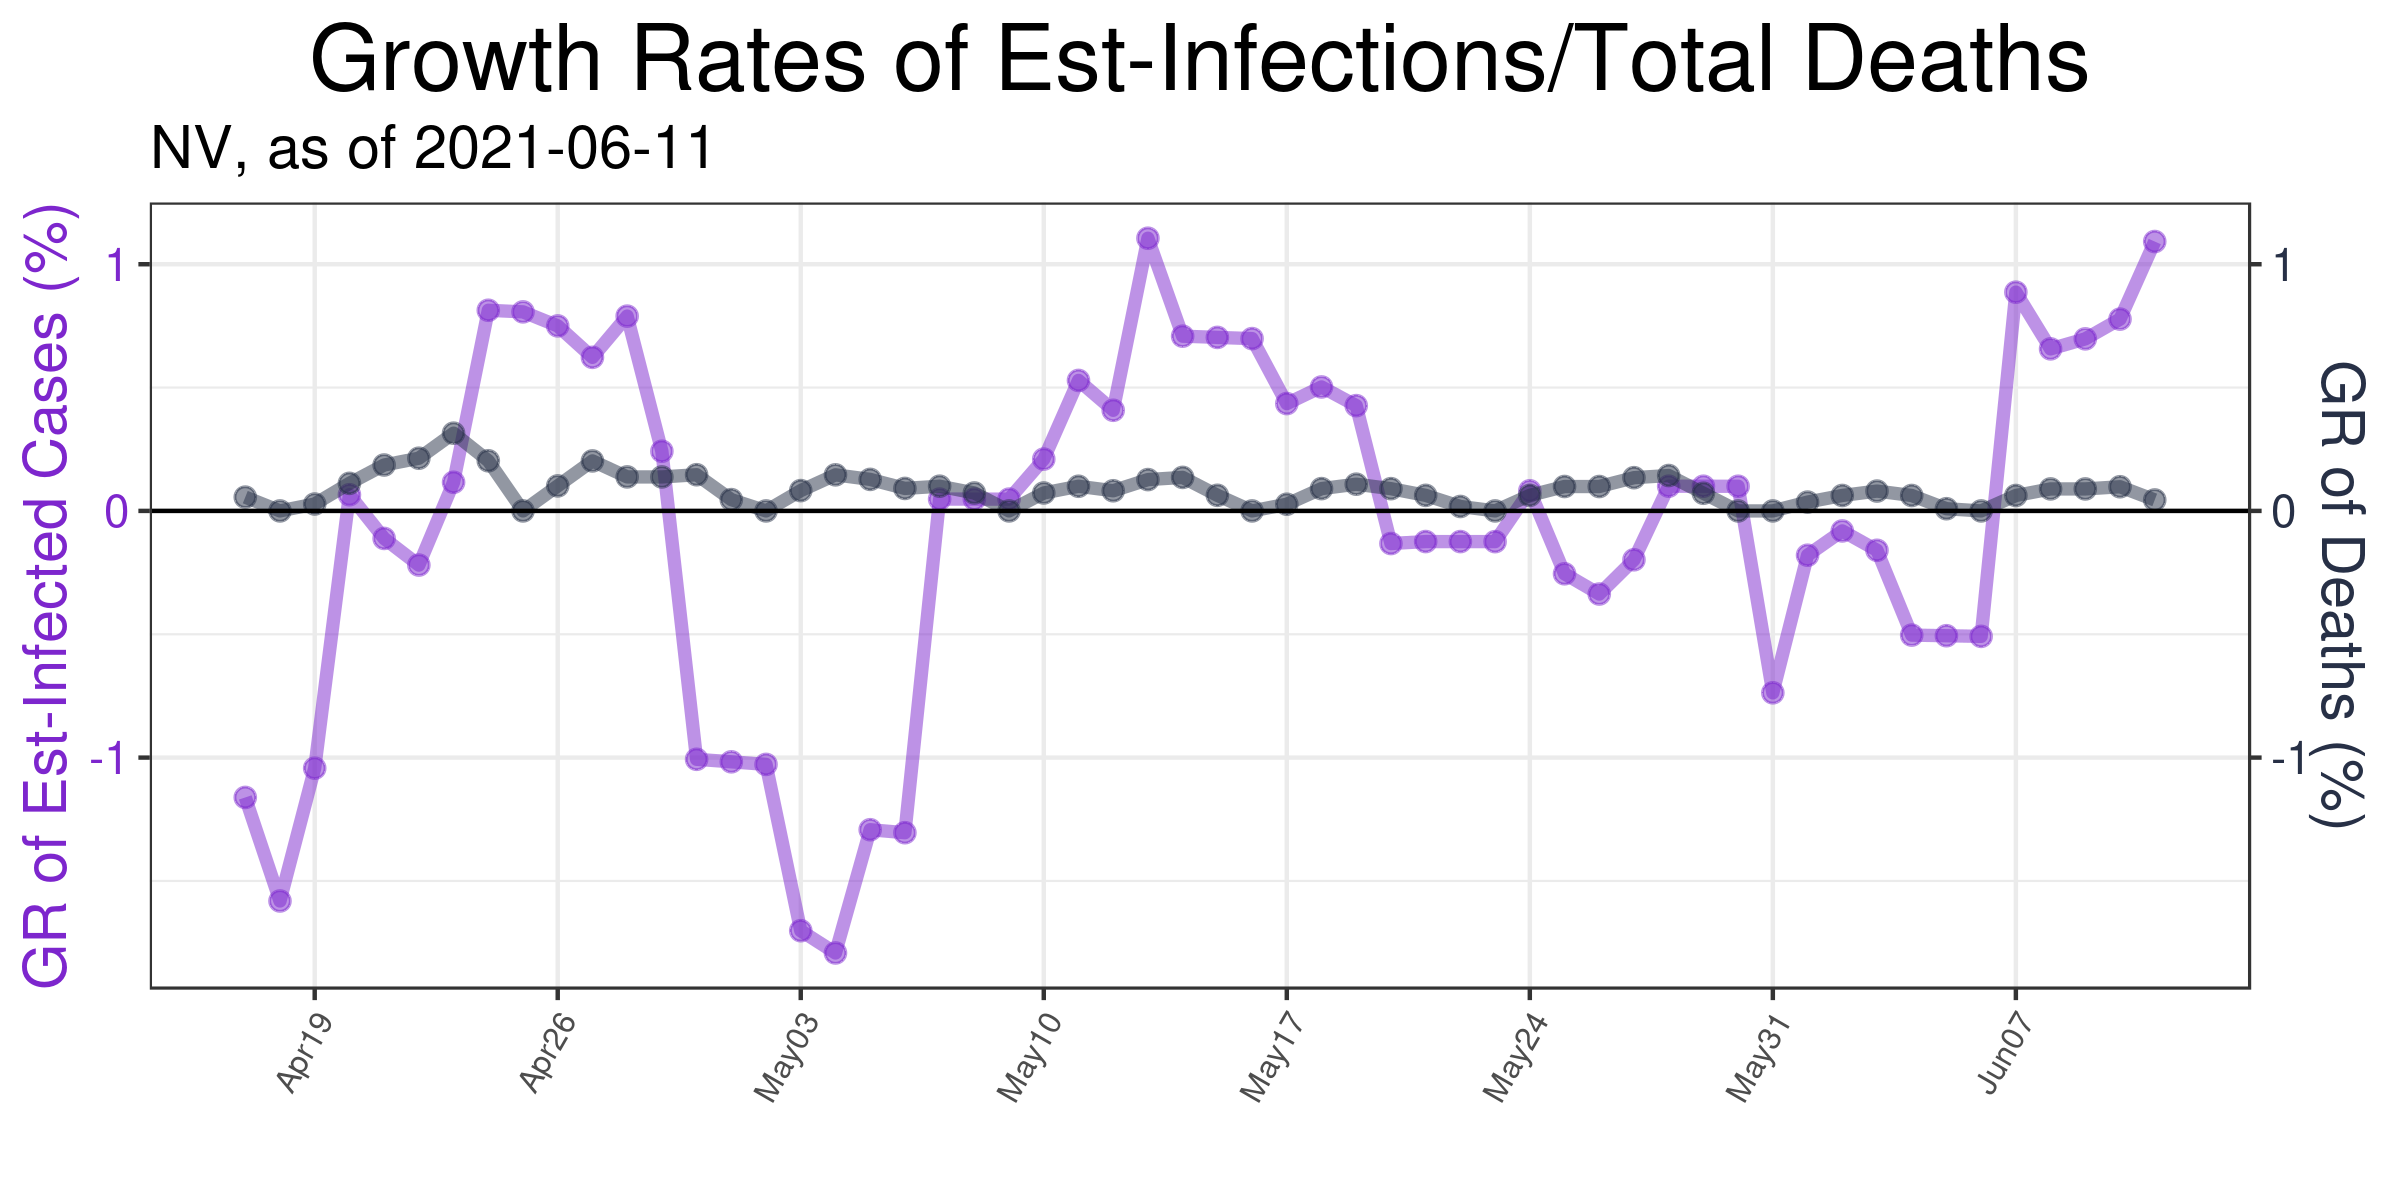 Growth Rates of Est-Infections/Total Deaths
NV, as of 2021-06-11
GR of Est-Infected Cases (%)
1
0
-1
1
0
-1
GR of Deaths (%)
Apr19
Apr26
May03
May10
May17
May24
May31
Jun07